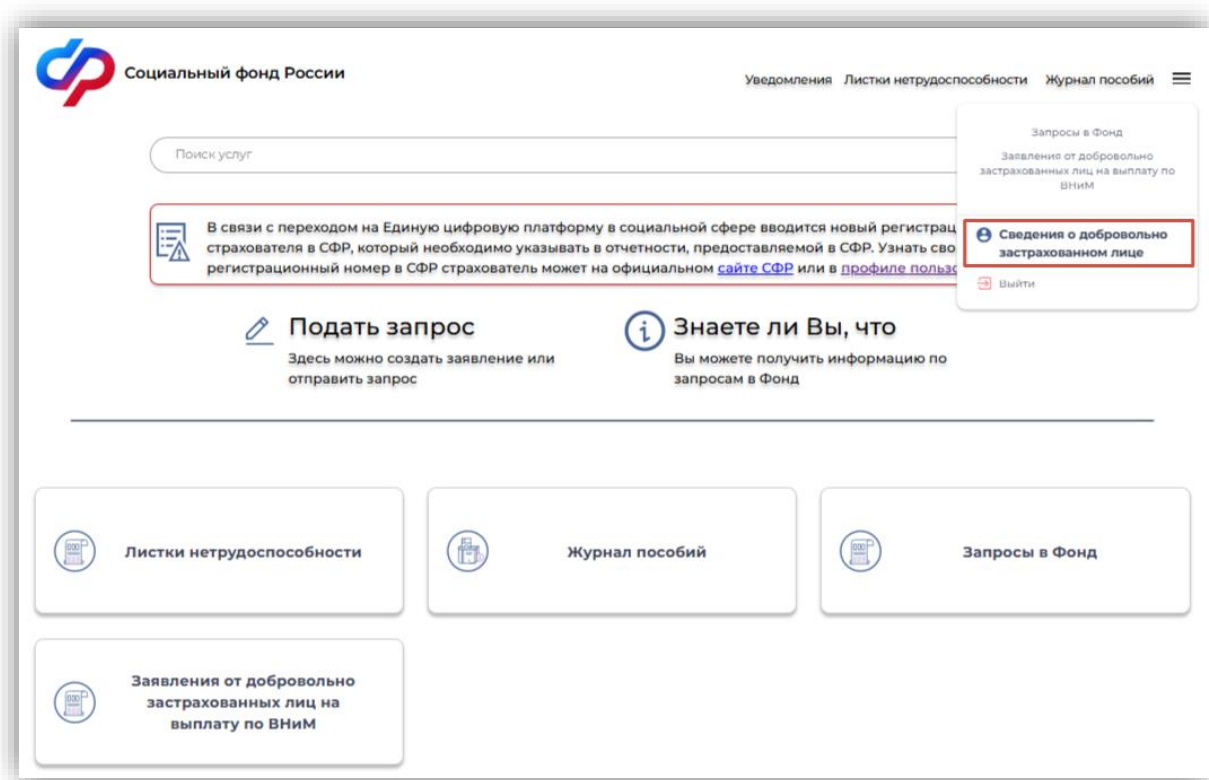 Социальный фонд России
Уведомления Листки нетрудоспособности Журнал пособий
Запросы в Фонд
Заявления от добровольно
застрахованных лиц на выплату по
ВНиМ
Сведения о добровольно
застрахованном лице
Выйти
Поиск услуг
В связи с переходом на Единую цифровую платформу в социальной сфере вводится новый регистрац
страхователя в СФР, который необходимо указывать в отчетности, предоставляемой в СФР. Узнать сво
регистрационный номер в СФР страхователь может на официальном сайте СФР или в профиле пользо
Подать запрос
Здесь можно создать заявление или
отправить запрос
Знаете ли Вы, что
Вы можете получить информацию по
запросам в Фонд
Листки нетрудоспособности
Журнал пособий
Запросы в Фонд
Заявления от добровольно
застрахованных лиц на
выплату по ВНиМ